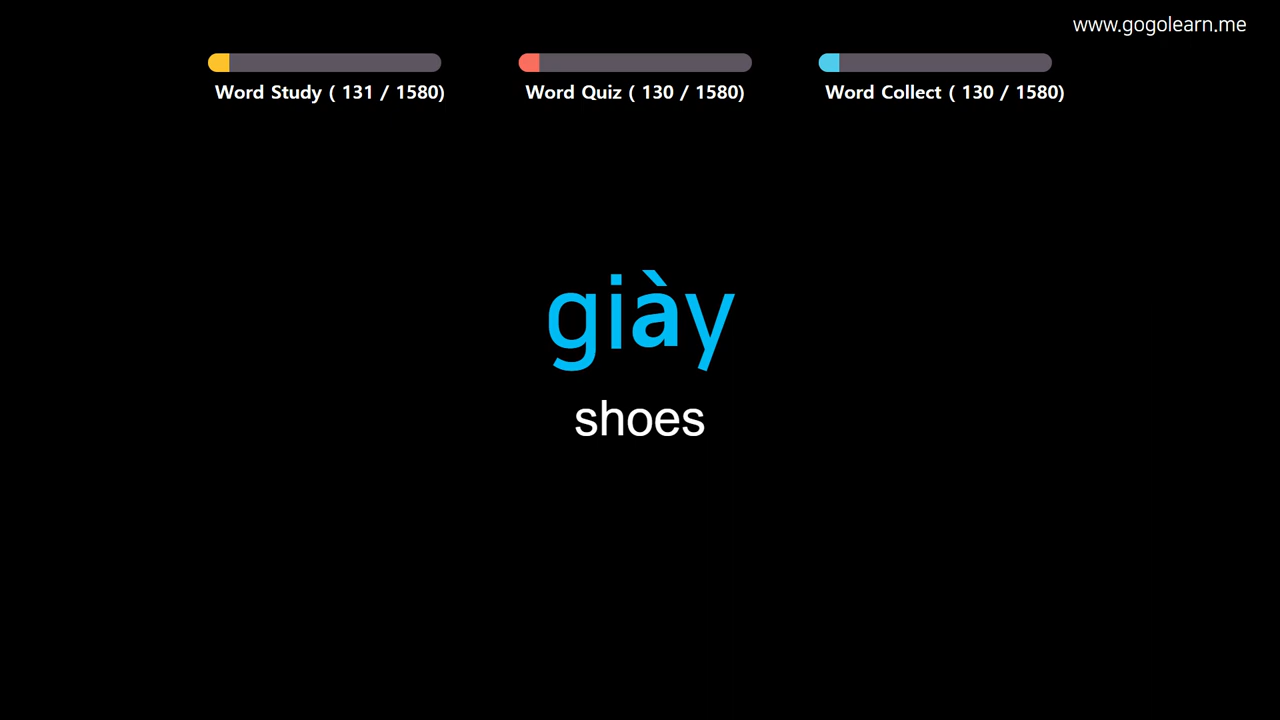 www.gogolearn.me
Word Study ( 131 / 1580)
Word Quiz ( 130 / 1580)
Word Collect ( 130 / 1580)
giày
shoes